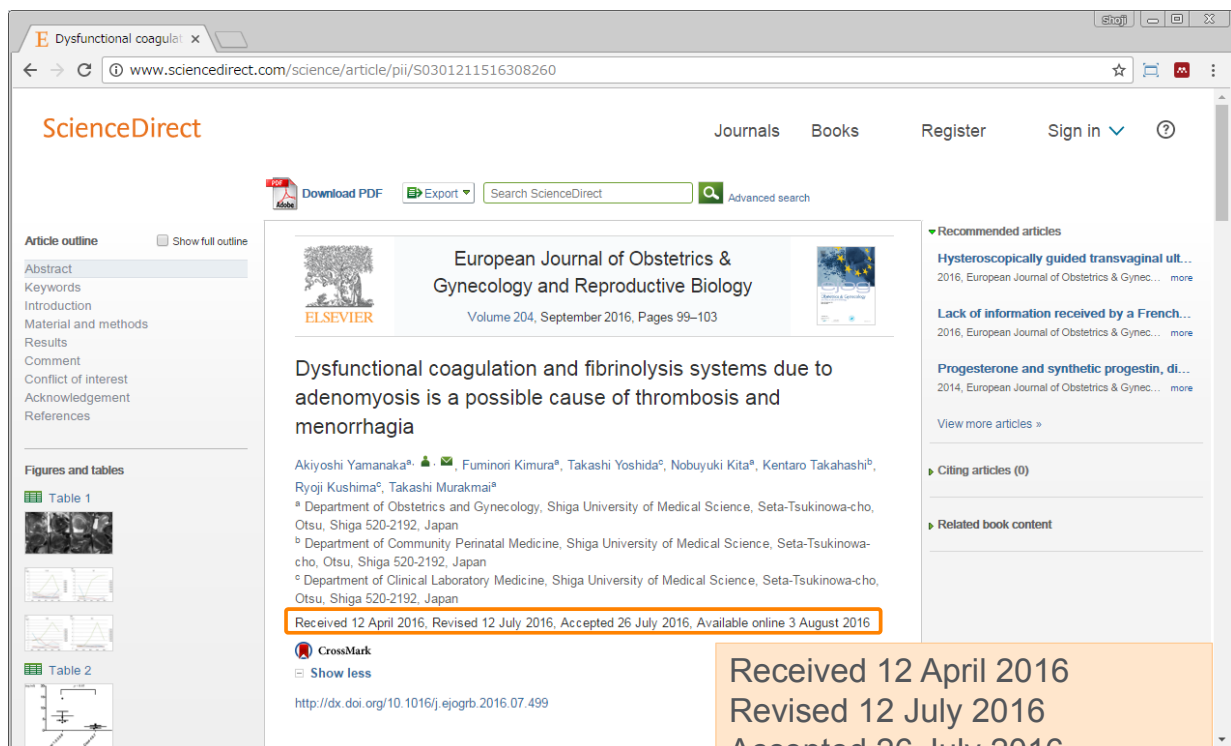 Shoji
E Dysfunctional coagulat ×
www.sciencedirect.com/science/article/pii/S0301211516308260
ScienceDirect
Journals Books Register Sign in ?
PDF Adobe Download PDF Export Search ScienceDirect Advanced search
Article outline Show full outline
Abstract
Keywords
Introduction
Material and methods
Results
Comment
Conflict of interest
Acknowledgement
References
Figures and tables
Table 1
Table 2
ELSEVIER
European Journal of Obstetrics &
Gynecology and Reproductive Biology
Volume 204, September 2016, Pages 99–103
Dysfunctional coagulation and fibrinolysis systems due to
adenomyosis is a possible cause of thrombosis and
menorrhagia
Akiyoshi Yamanakaª, , Fuminori Kimuraª, Takashi Yoshidaᶜ, Nobuyuki Kitaª, Kentaro Takahashiᵇ,
Ryoji Kushimaᶜ, Takashi Murakmaiª
ª Department of Obstetrics and Gynecology, Shiga University of Medical Science, Seta-Tsukinowa-cho,
Otsu, Shiga 520-2192, Japan
ᵇ Department of Community Perinatal Medicine, Shiga University of Medical Science, Seta-Tsukinowa-
cho, Otsu, Shiga 520-2192, Japan
ᶜ Department of Clinical Laboratory Medicine, Shiga University of Medical Science, Seta-Tsukinowa-cho,
Otsu, Shiga 520-2192, Japan
Received 12 April 2016, Revised 12 July 2016, Accepted 26 July 2016, Available online 3 August 2016
CrossMark
Show less
http://dx.doi.org/10.1016/j.ejogrb.2016.07.499
Recommended articles
Hysteroscopically guided transvaginal ult...
2016, European Journal of Obstetrics & Gynec... more
Lack of information received by a French...
2016, European Journal of Obstetrics & Gynec... more
Progesterone and synthetic progestin, di...
2014, European Journal of Obstetrics & Gynec... more
View more articles »
Citing articles (0)
Related book content
Received 12 April 2016
Revised 12 July 2016
Accepted 26 July 2016